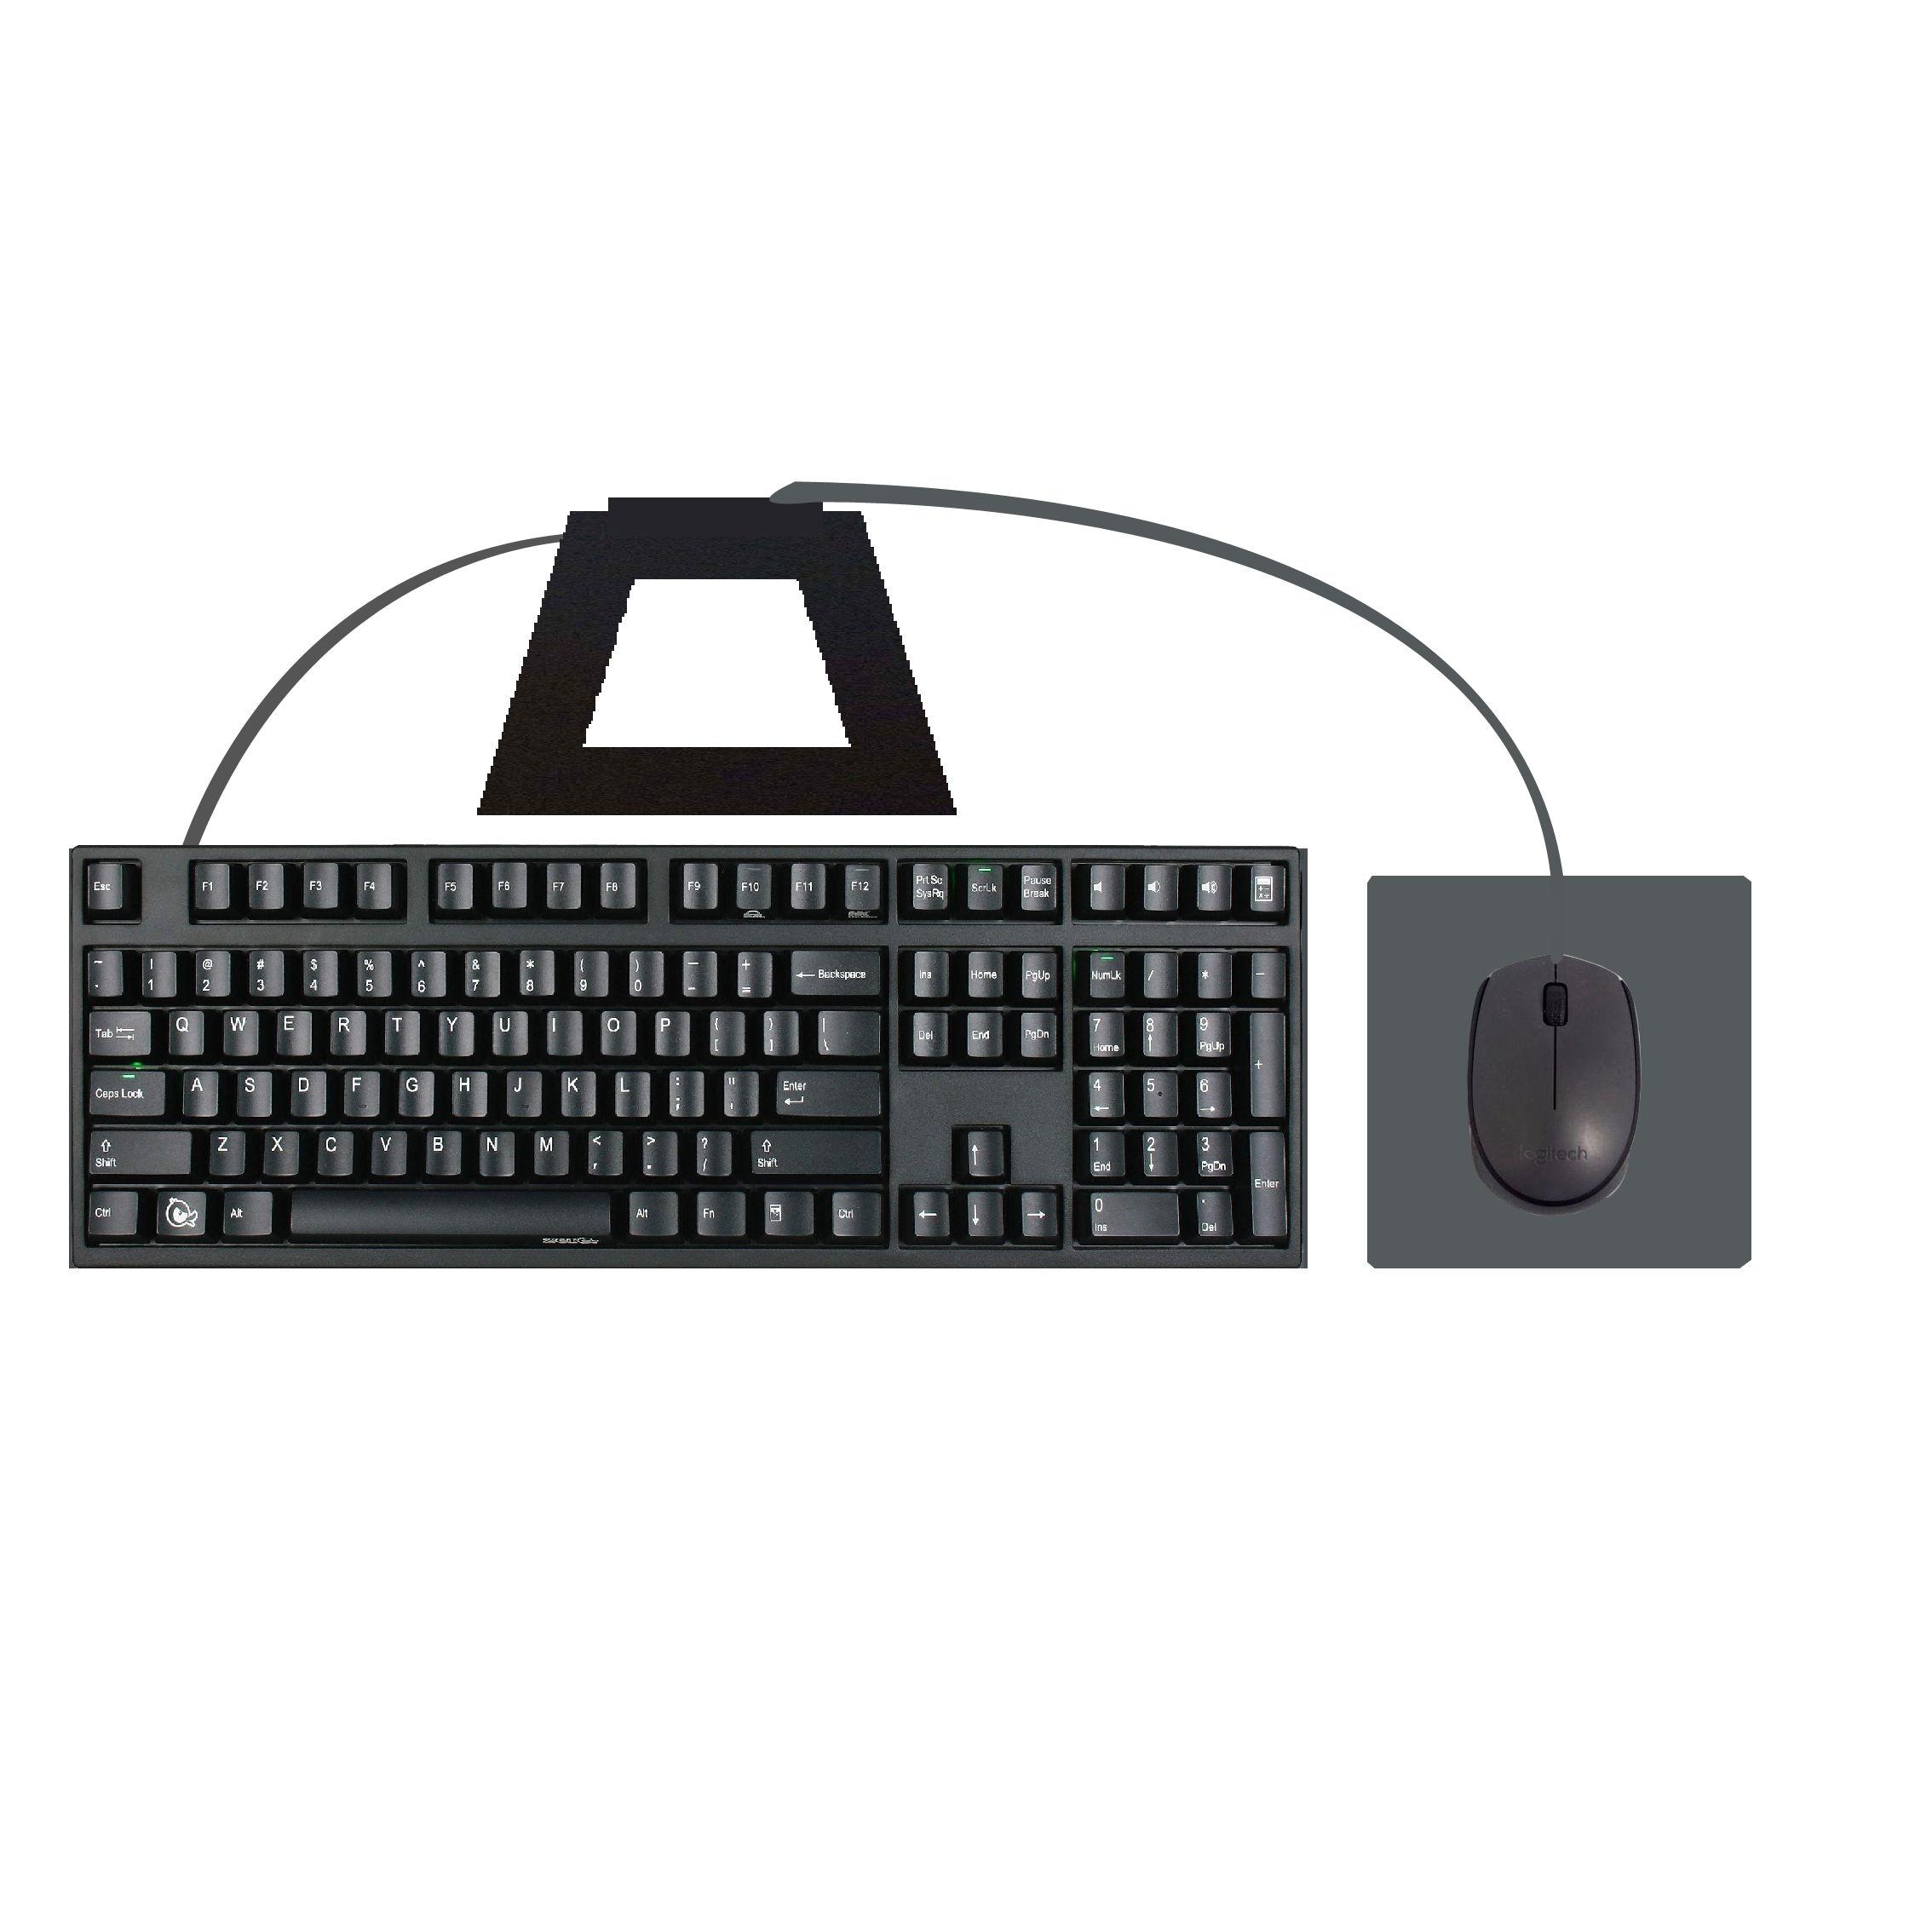 Esc F1 F2 F3 F4 F5 F6 F7 F8 F9 F10 F11 F12 Prt Sc ScrLk Pause
SysRq Break
~ ! @ # $ % ^ & * ( ) — + ← Backspace Ins Home PgUp NumLk / * −
1 2 3 4 5 6 7 8 9 0 - =
Tab Q W E R T Y U I O P { } | Del End PgDn 7 8 9 +
[ ] \ Home ↑ PgUp
Caps Lock A S D F G H J K L : " Enter 4 5 6
; ' ↵ ← →
⇧ Z X C V B N M < > ? ⇧ ↑ 1 2 3
Shift , . / Shift End ↓ PgDn Enter
Ctrl Alt Alt Fn Ctrl ← ↓ → 0 .
Ins Del
logitech